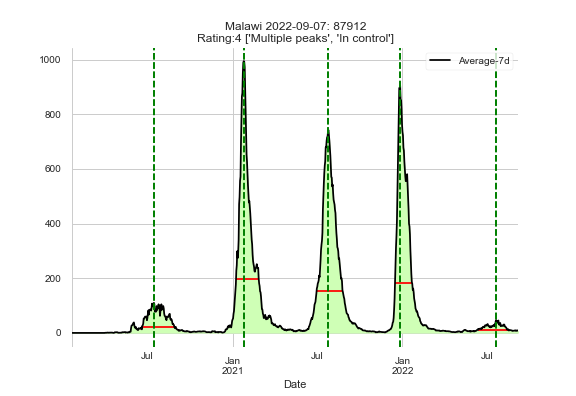 Malawi 2022-09-07: 87912
Rating:4 ['Multiple peaks', 'In control']
Average-7d
1000
800
600
400
200
0
Jul
Jan
2021
Jul
Jan
2022
Jul
Date